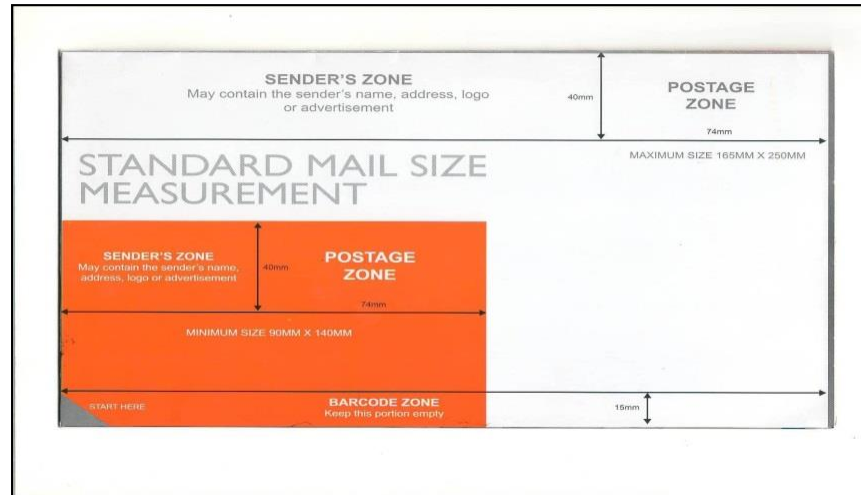 SENDER'S ZONE
May contain the sender's name, address, logo
or advertisement
40mm
POSTAGE
ZONE
74mm
MAXIMUM SIZE 165MM X 250MM
STANDARD MAIL SIZE
MEASUREMENT
SENDER'S ZONE
May contain the sender's name,
address, logo or advertisement
40mm
POSTAGE
ZONE
74mm
MINIMUM SIZE 90MM X 140MM
START HERE
BARCODE ZONE
Keep this portion empty
15mm